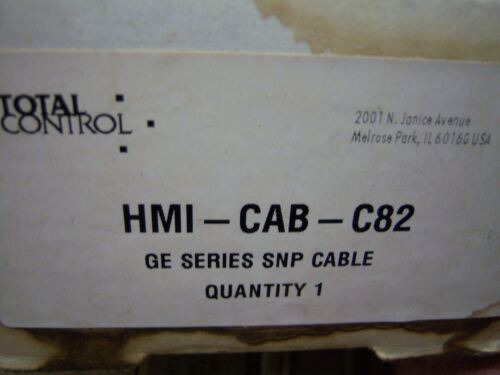 TOTAL
CONTROL
2001 N. Janice Avenue
Melrose Park, IL 60160 USA
HMI - CAB - C82
GE SERIES SNP CABLE
QUANTITY 1